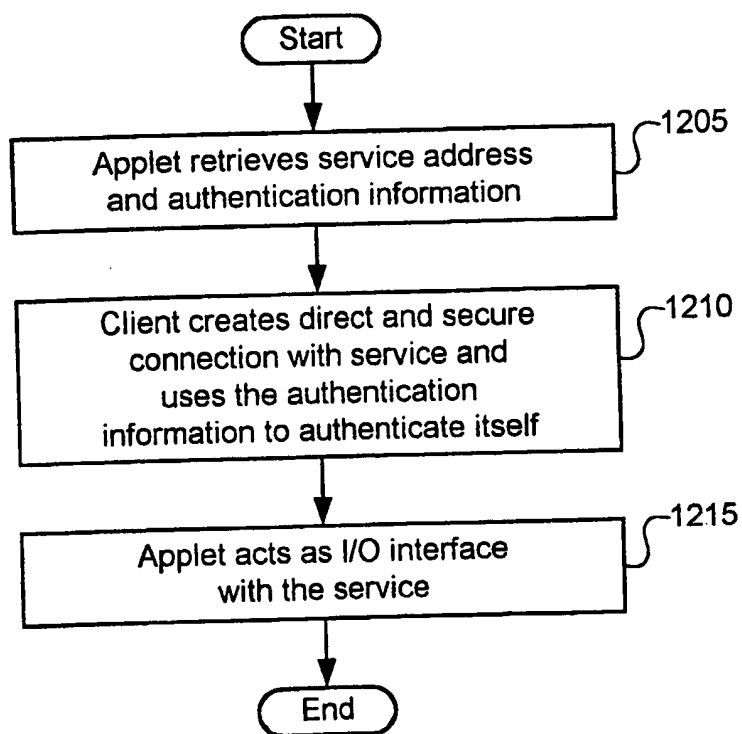 Start
1205
Applet retrieves service address
and authentication information
1210
Client creates direct and secure
connection with service and
uses the authentication
information to authenticate itself
1215
Applet acts as I/O interface
with the service
End